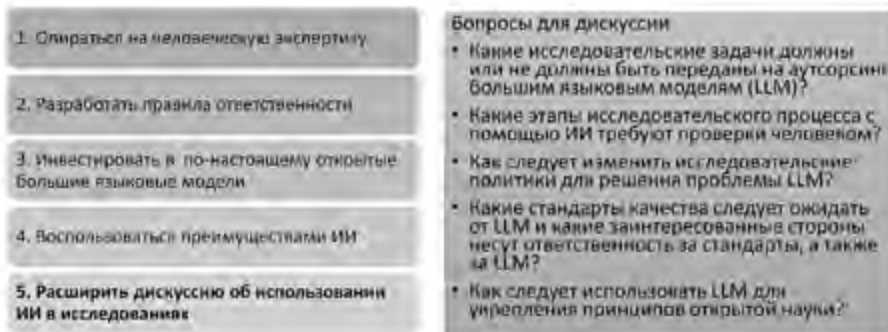 1. Опираться на человеческую экспертизу
2. Разработать правила ответственности
3. Инвестировать в по-настоящему открытые
большие языковые модели
4. Воспользоваться преимуществами ИИ
5. Расширить дискуссию об использовании
ИИ в исследованиях
Вопросы для дискуссии
• Какие исследовательские задачи должны
или не должны быть переданы на аутсорсинг
большим языковым моделям (LLM)?
• Какие этапы исследовательского процесса с
помощью ИИ требуют проверки человеком?
• Как следует изменить исследовательские
политики для решения проблемы LLM?
• Какие стандарты качества следует ожидать
от LLM и какие заинтересованные стороны
несут ответственность за стандарты, а также
за LLM?
• Как следует использовать LLM для
укрепления принципов открытой науки?"